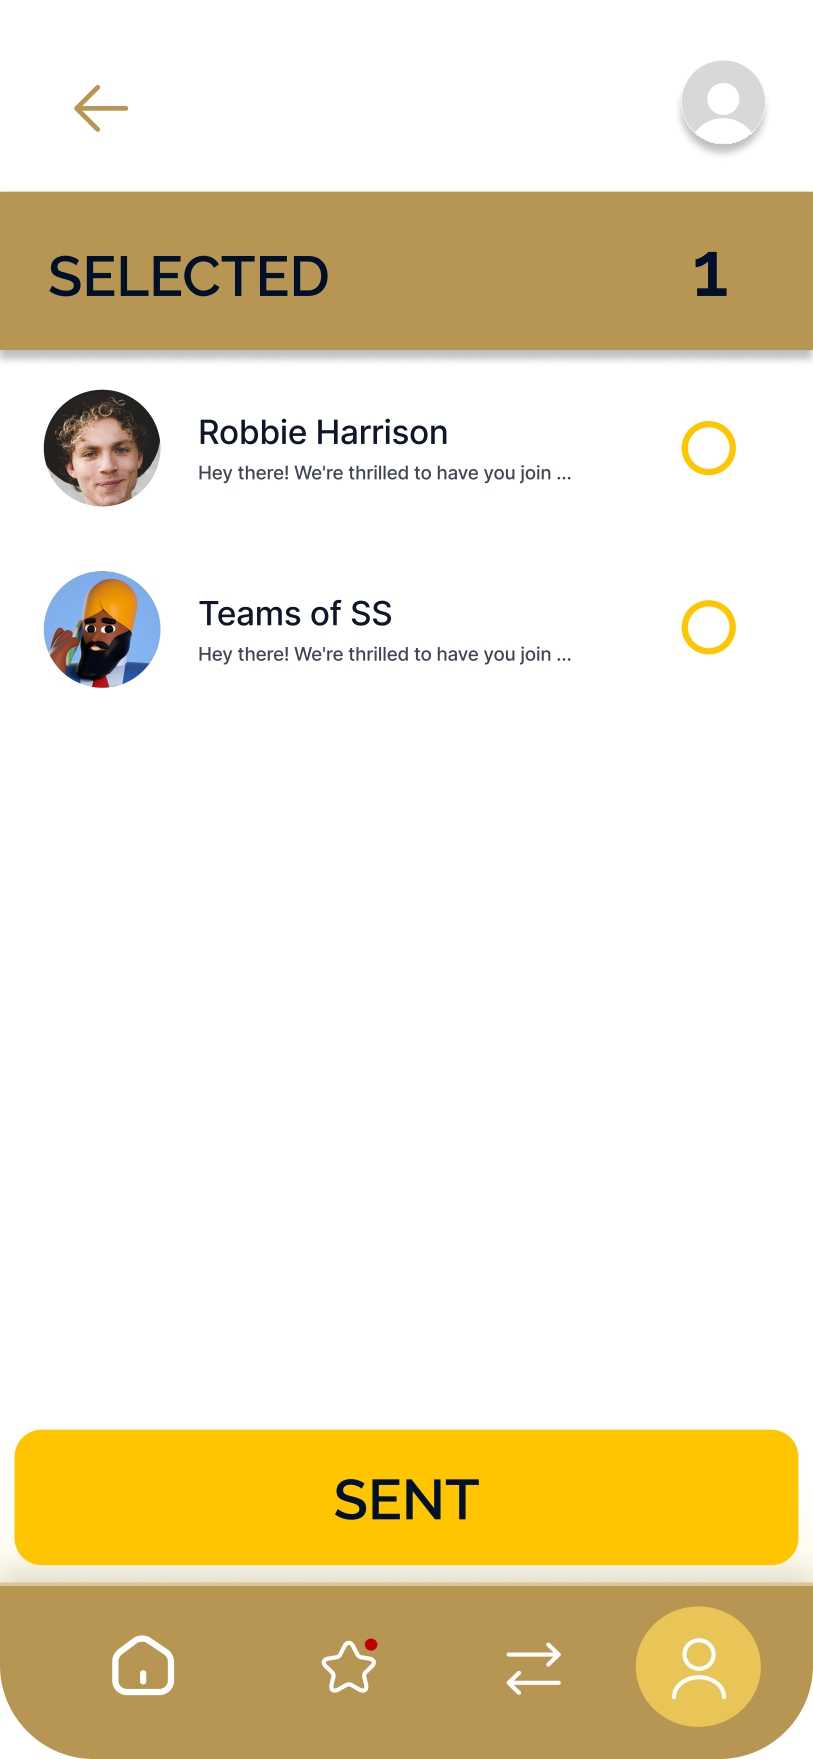 SELECTED 1
Robbie Harrison
Hey there! We're thrilled to have you join ...
Teams of SS
Hey there! We're thrilled to have you join ...
SENT